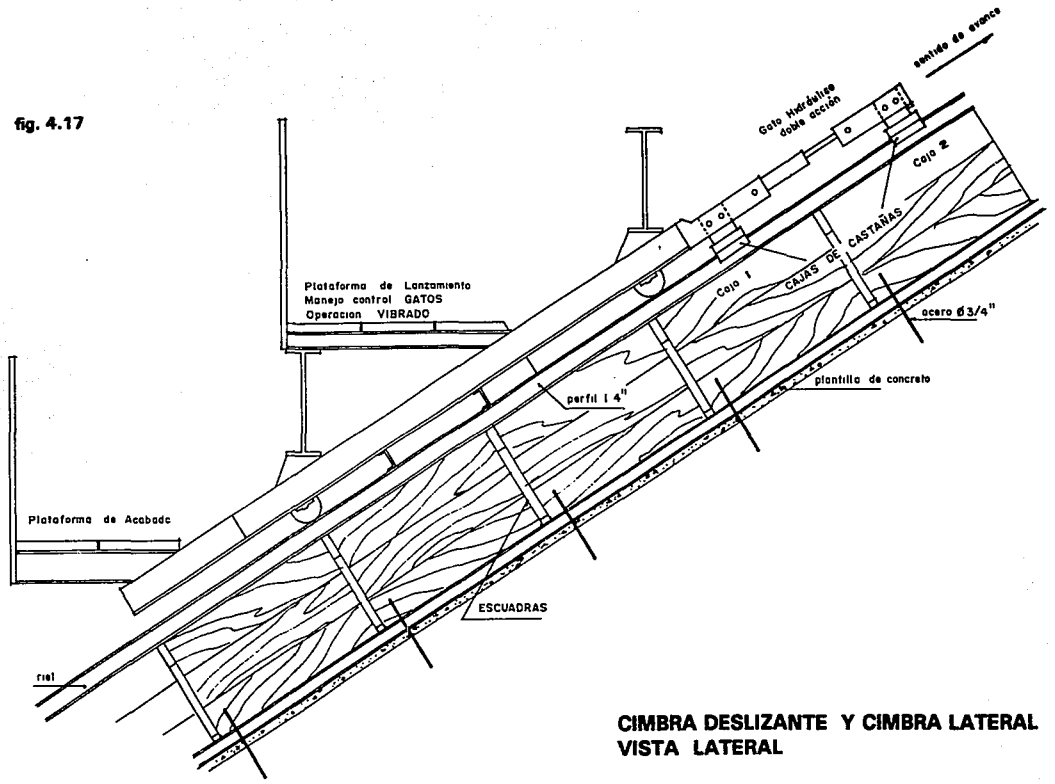 fig. 4.17
sentido de avance
Gato Hidráulico
doble acción
Caja 2
CAJAS DE CASTAÑAS
Caja 1
Plataforma de Lanzamiento
Manejo control GATOS
Operacion VIBRADO
acero Ø 3/4"
plantilla de concreto
perfil I 4"
Plataforma de Acabado
ESCUADRAS
riel
CIMBRA DESLIZANTE Y CIMBRA LATERAL
VISTA LATERAL